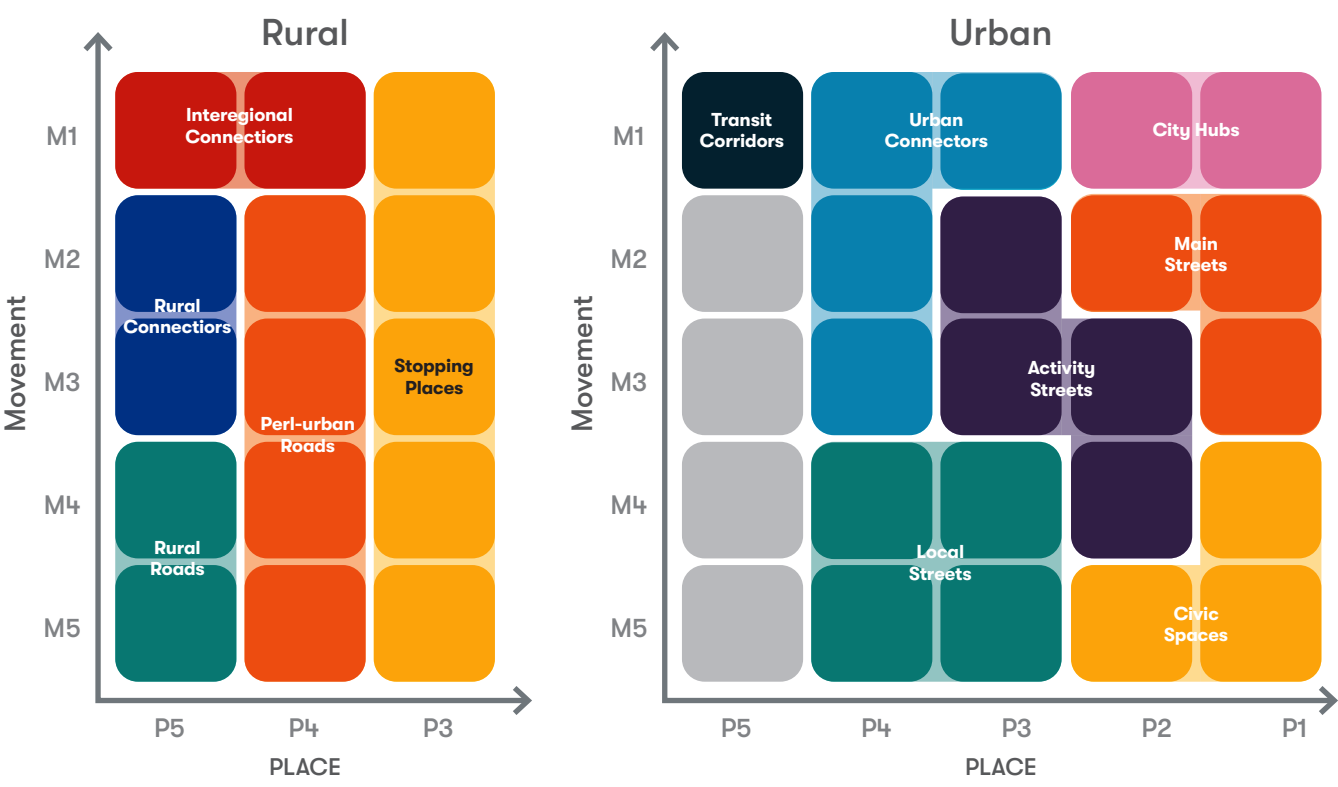 Rural
Urban
M1
M2
M3
M4
M5
Movement
Interegional
Connectiors
Rural
Connectiors
Stopping
Places
Perl-urban
Roads
Rural
Roads
P5
P4
P3
PLACE
M1
M2
M3
M4
M5
Movement
Transit
Corridors
Urban
Connectors
City Hubs
Main
Streets
Activity
Streets
Local
Streets
Civic
Spaces
P5
P4
P3
P2
P1
PLACE